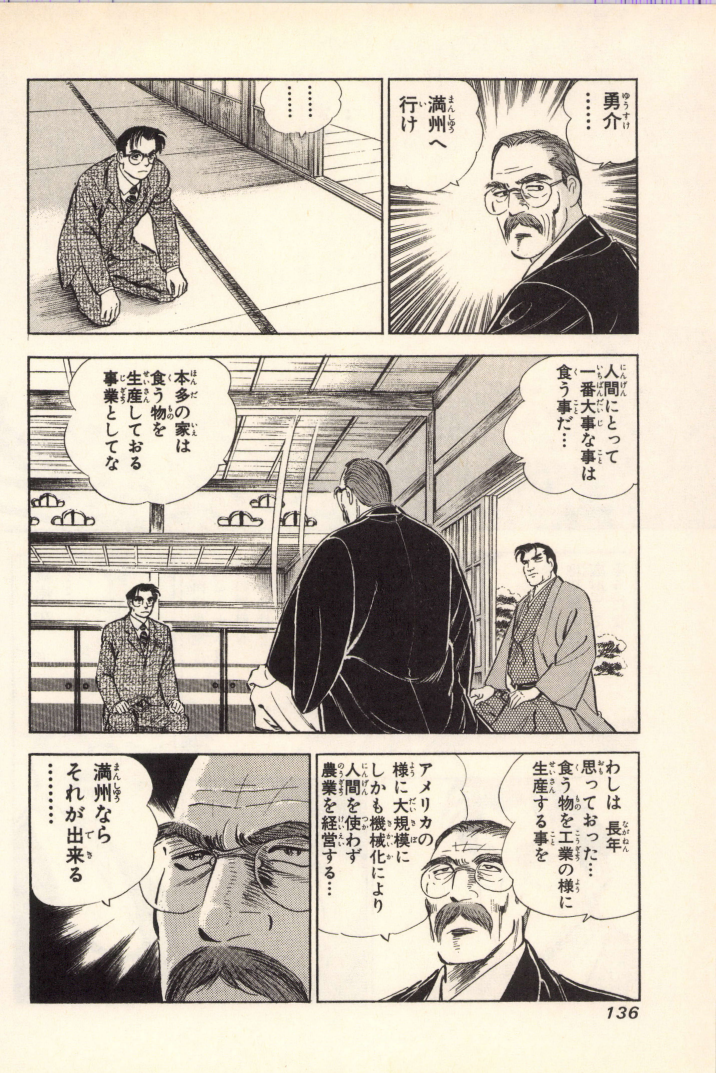 勇介
……
満州へ
行け
……
……
人間にとって
一番大事な事は
食う事だ…
本多の家は
食う物を
生産しておる
事業としてな
わしは 長年
思っておった…
食う物を工業の様に
生産する事を
アメリカの
様に大規模に
しかも機械化により
人間を使わず
農業を経営する…
満州なら
それが出来る
………
136